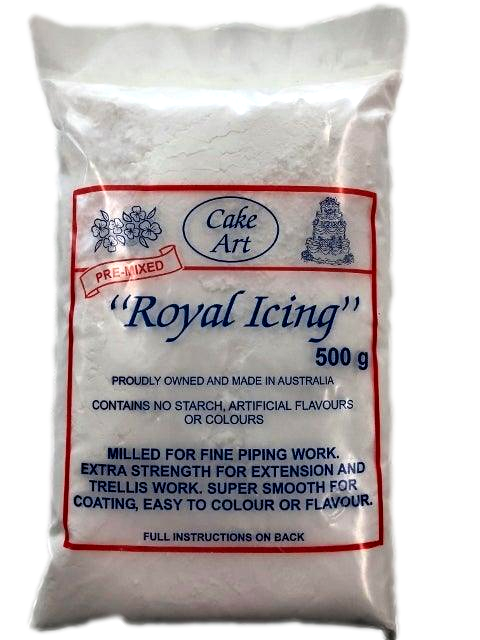 Cake
Art
PRE-MIXED
"Royal Icing"
500 g
PROUDLY OWNED AND MADE IN AUSTRALIA
CONTAINS NO STARCH, ARTIFICIAL FLAVOURS
OR COLOURS
MILLED FOR FINE PIPING WORK.
EXTRA STRENGTH FOR EXTENSION AND
TRELLIS WORK. SUPER SMOOTH FOR
COATING, EASY TO COLOUR OR FLAVOUR.
FULL INSTRUCTIONS ON BACK